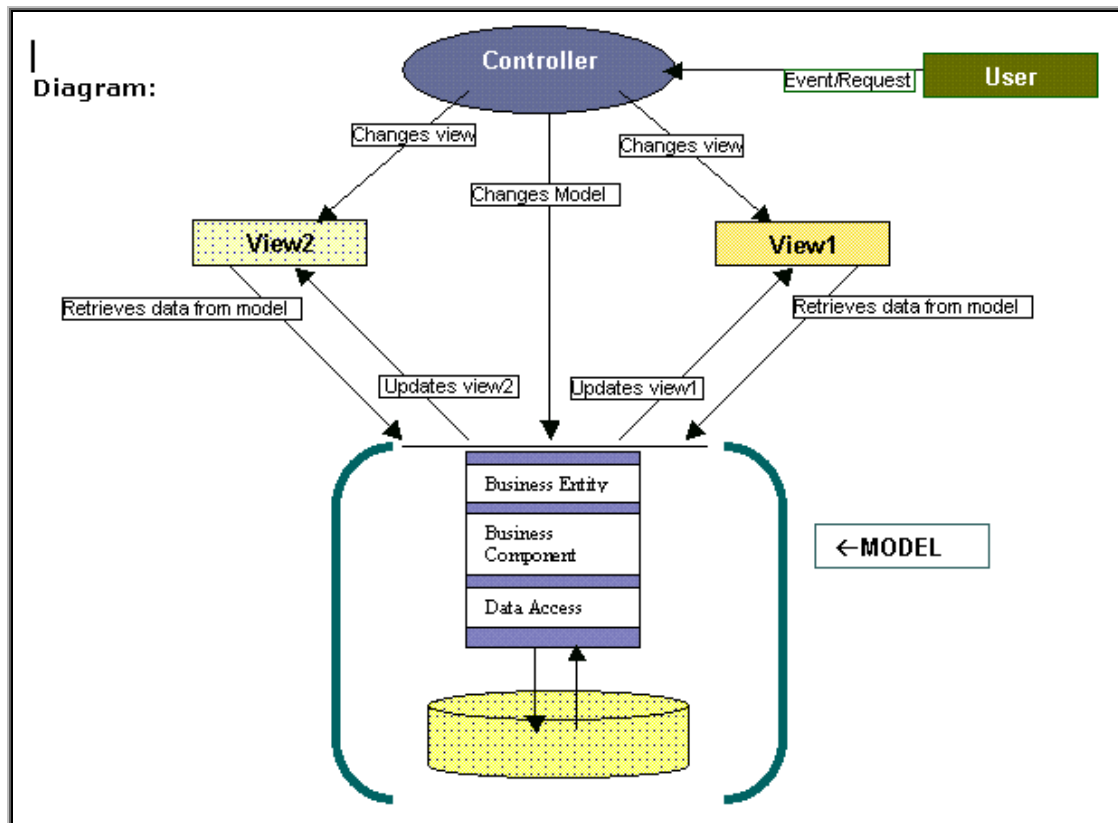 Controller
Event/Request
User
Diagram:
Changes view
Changes view
Changes Model
View2
View1
Retrieves data from model
Retrieves data from model
Updates view2
Updates view1
Business Entity
Business
Component
←MODEL
Data Access